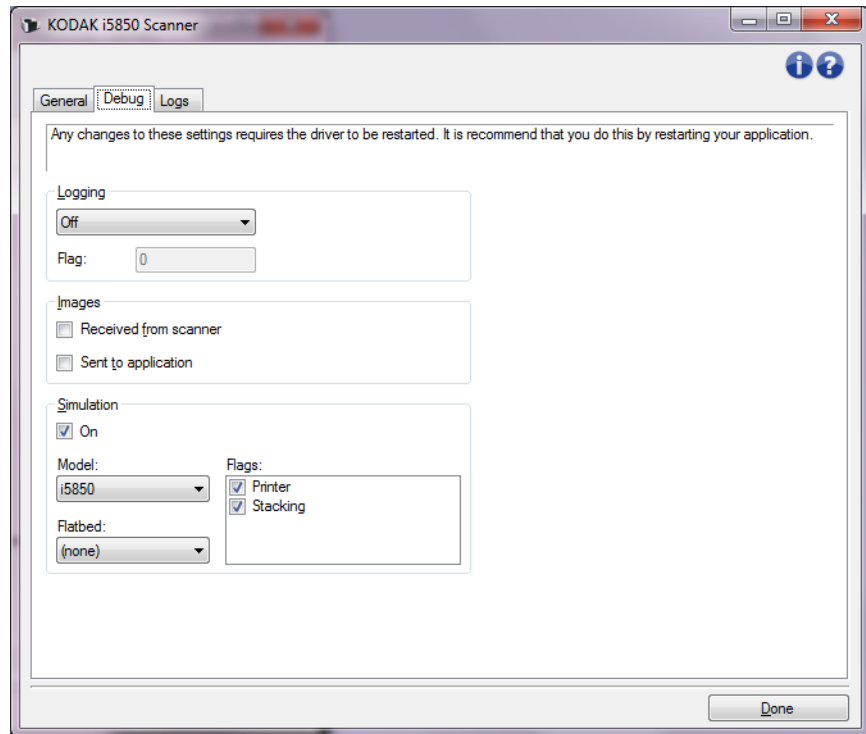 KODAK i5850 Scanner
General Debug Logs
Any changes to these settings requires the driver to be restarted. It is recommend that you do this by restarting your application.
Logging
Off
Flag: 0
Images
Received from scanner
Sent to application
Simulation
On
Model: Flags:
i5850 Printer
Stacking
Flatbed:
(none)
Done